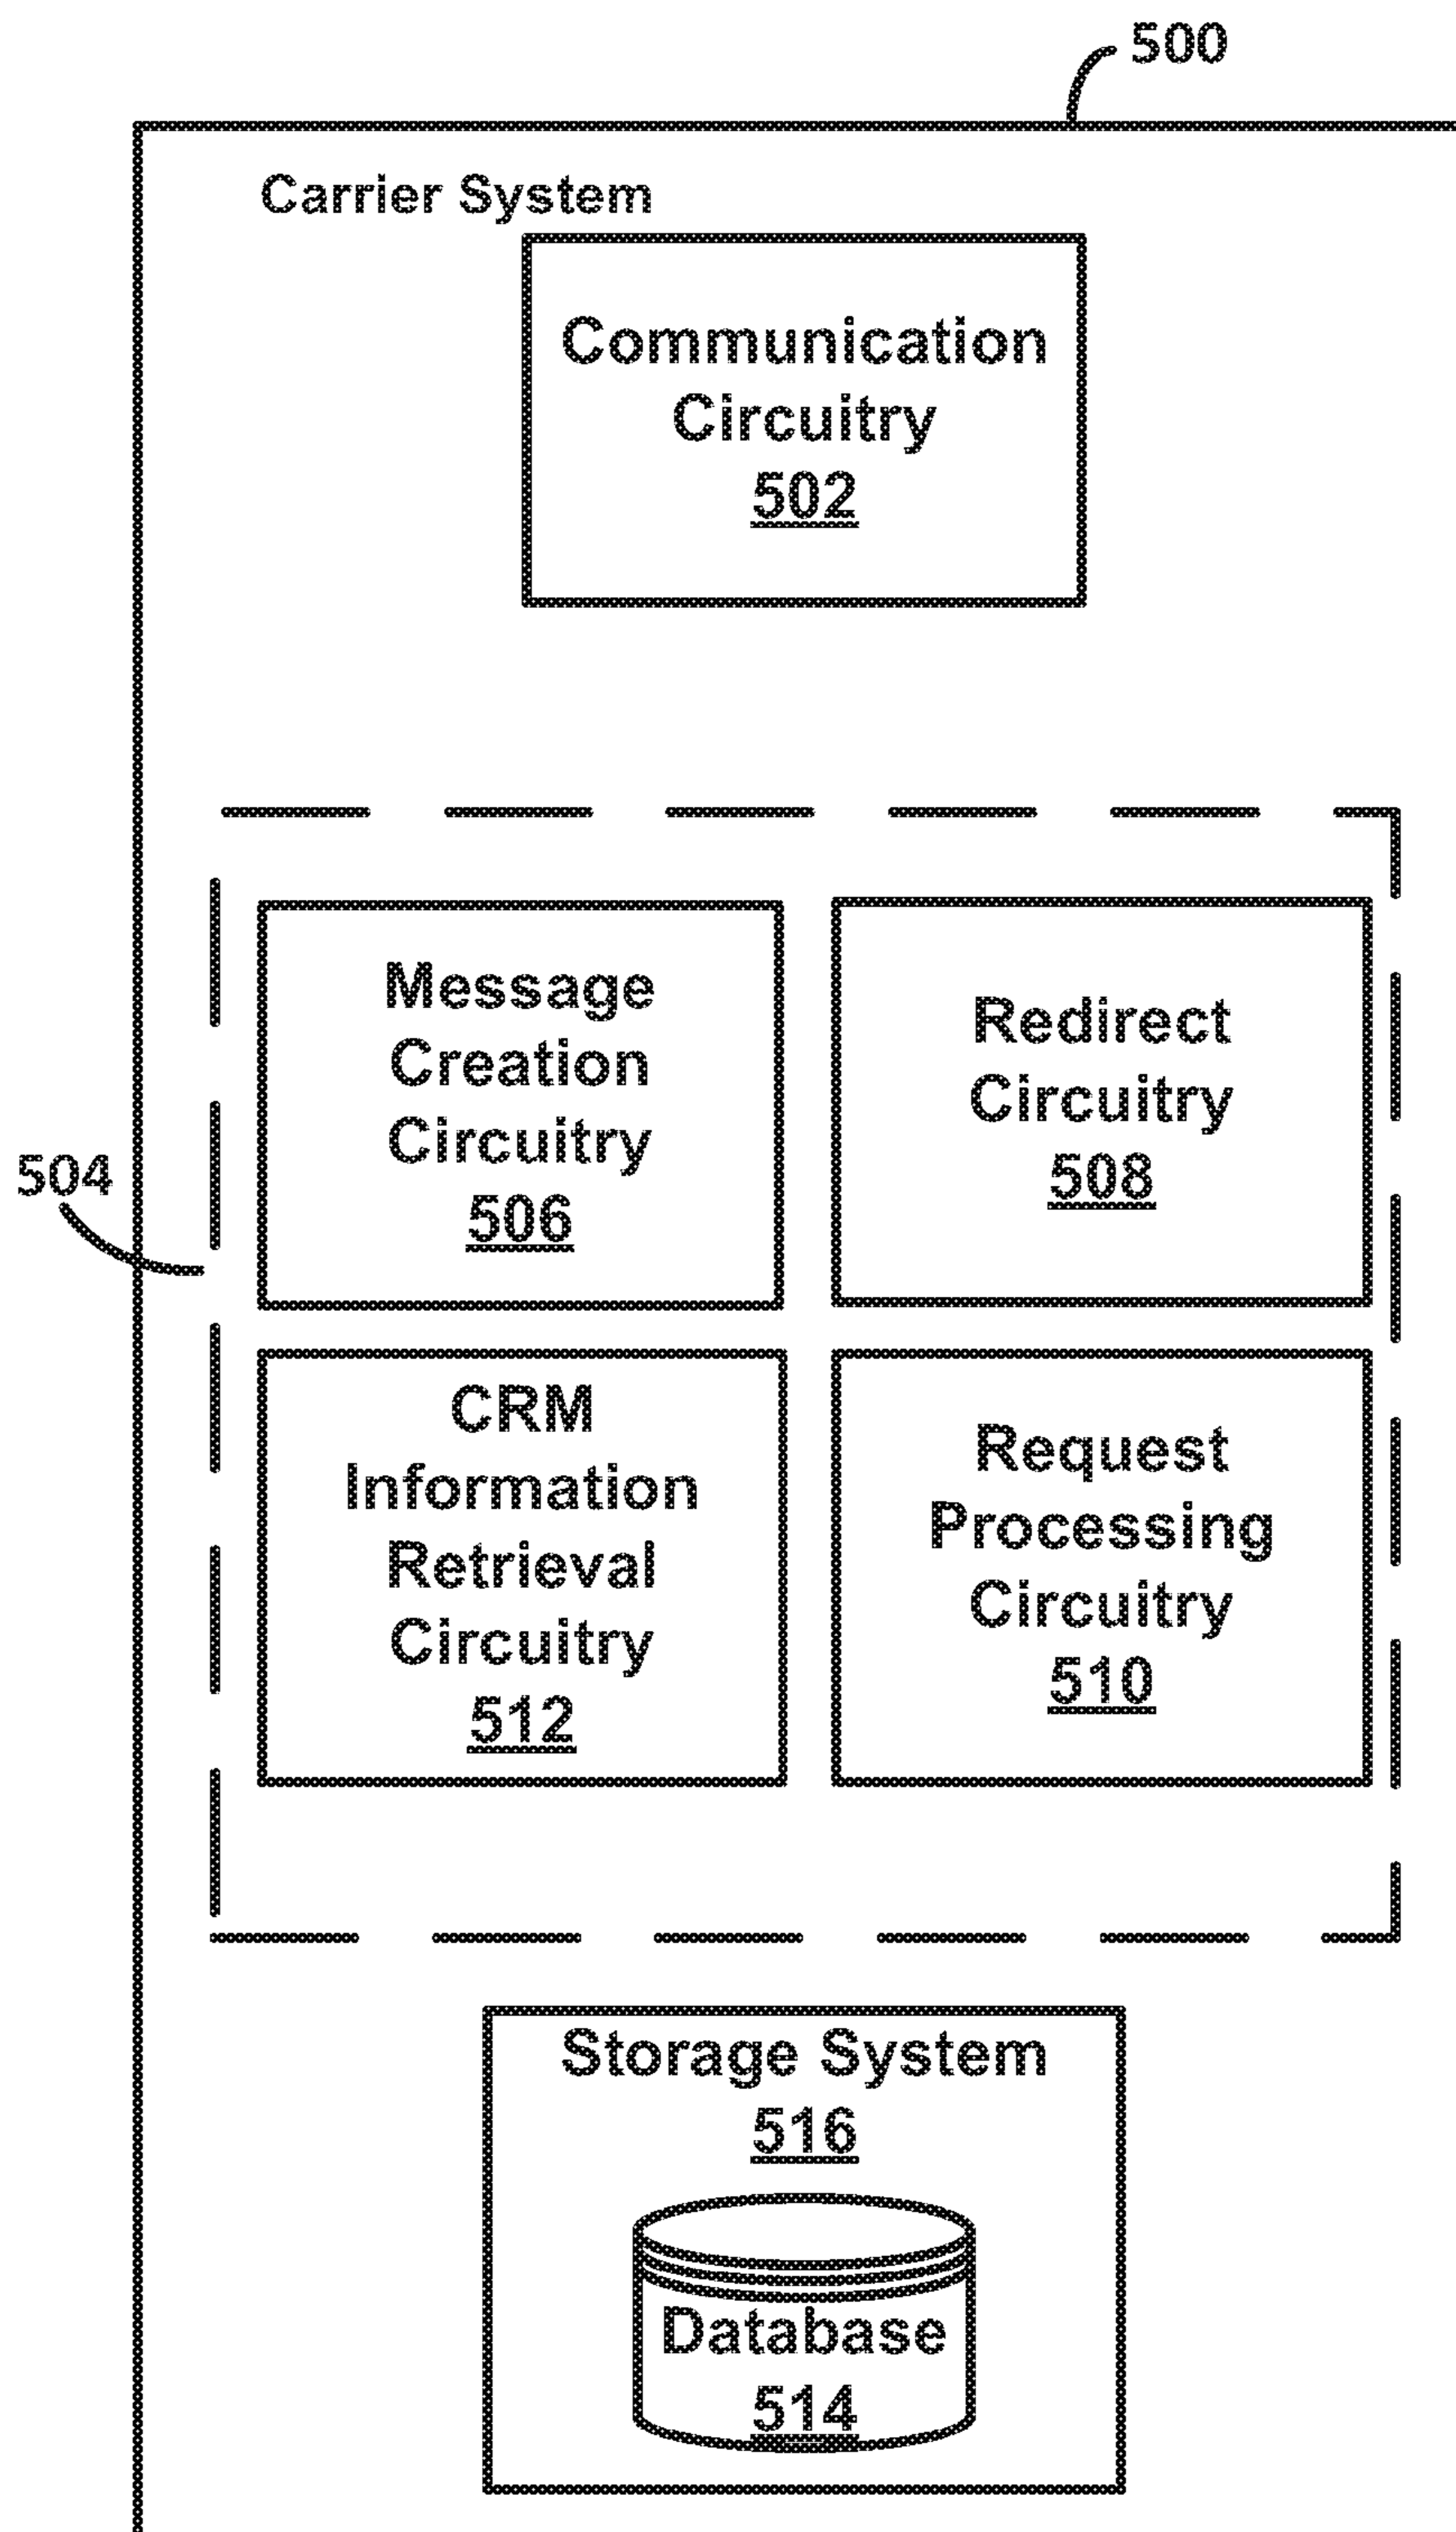 500
Carrier System
Communication
Circuitry
502
504
Message
Creation
Circuitry
506
Redirect
Circuitry
508
CRM
Information
Retrieval
Circuitry
512
Request
Processing
Circuitry
510
Storage System
516
Database
514